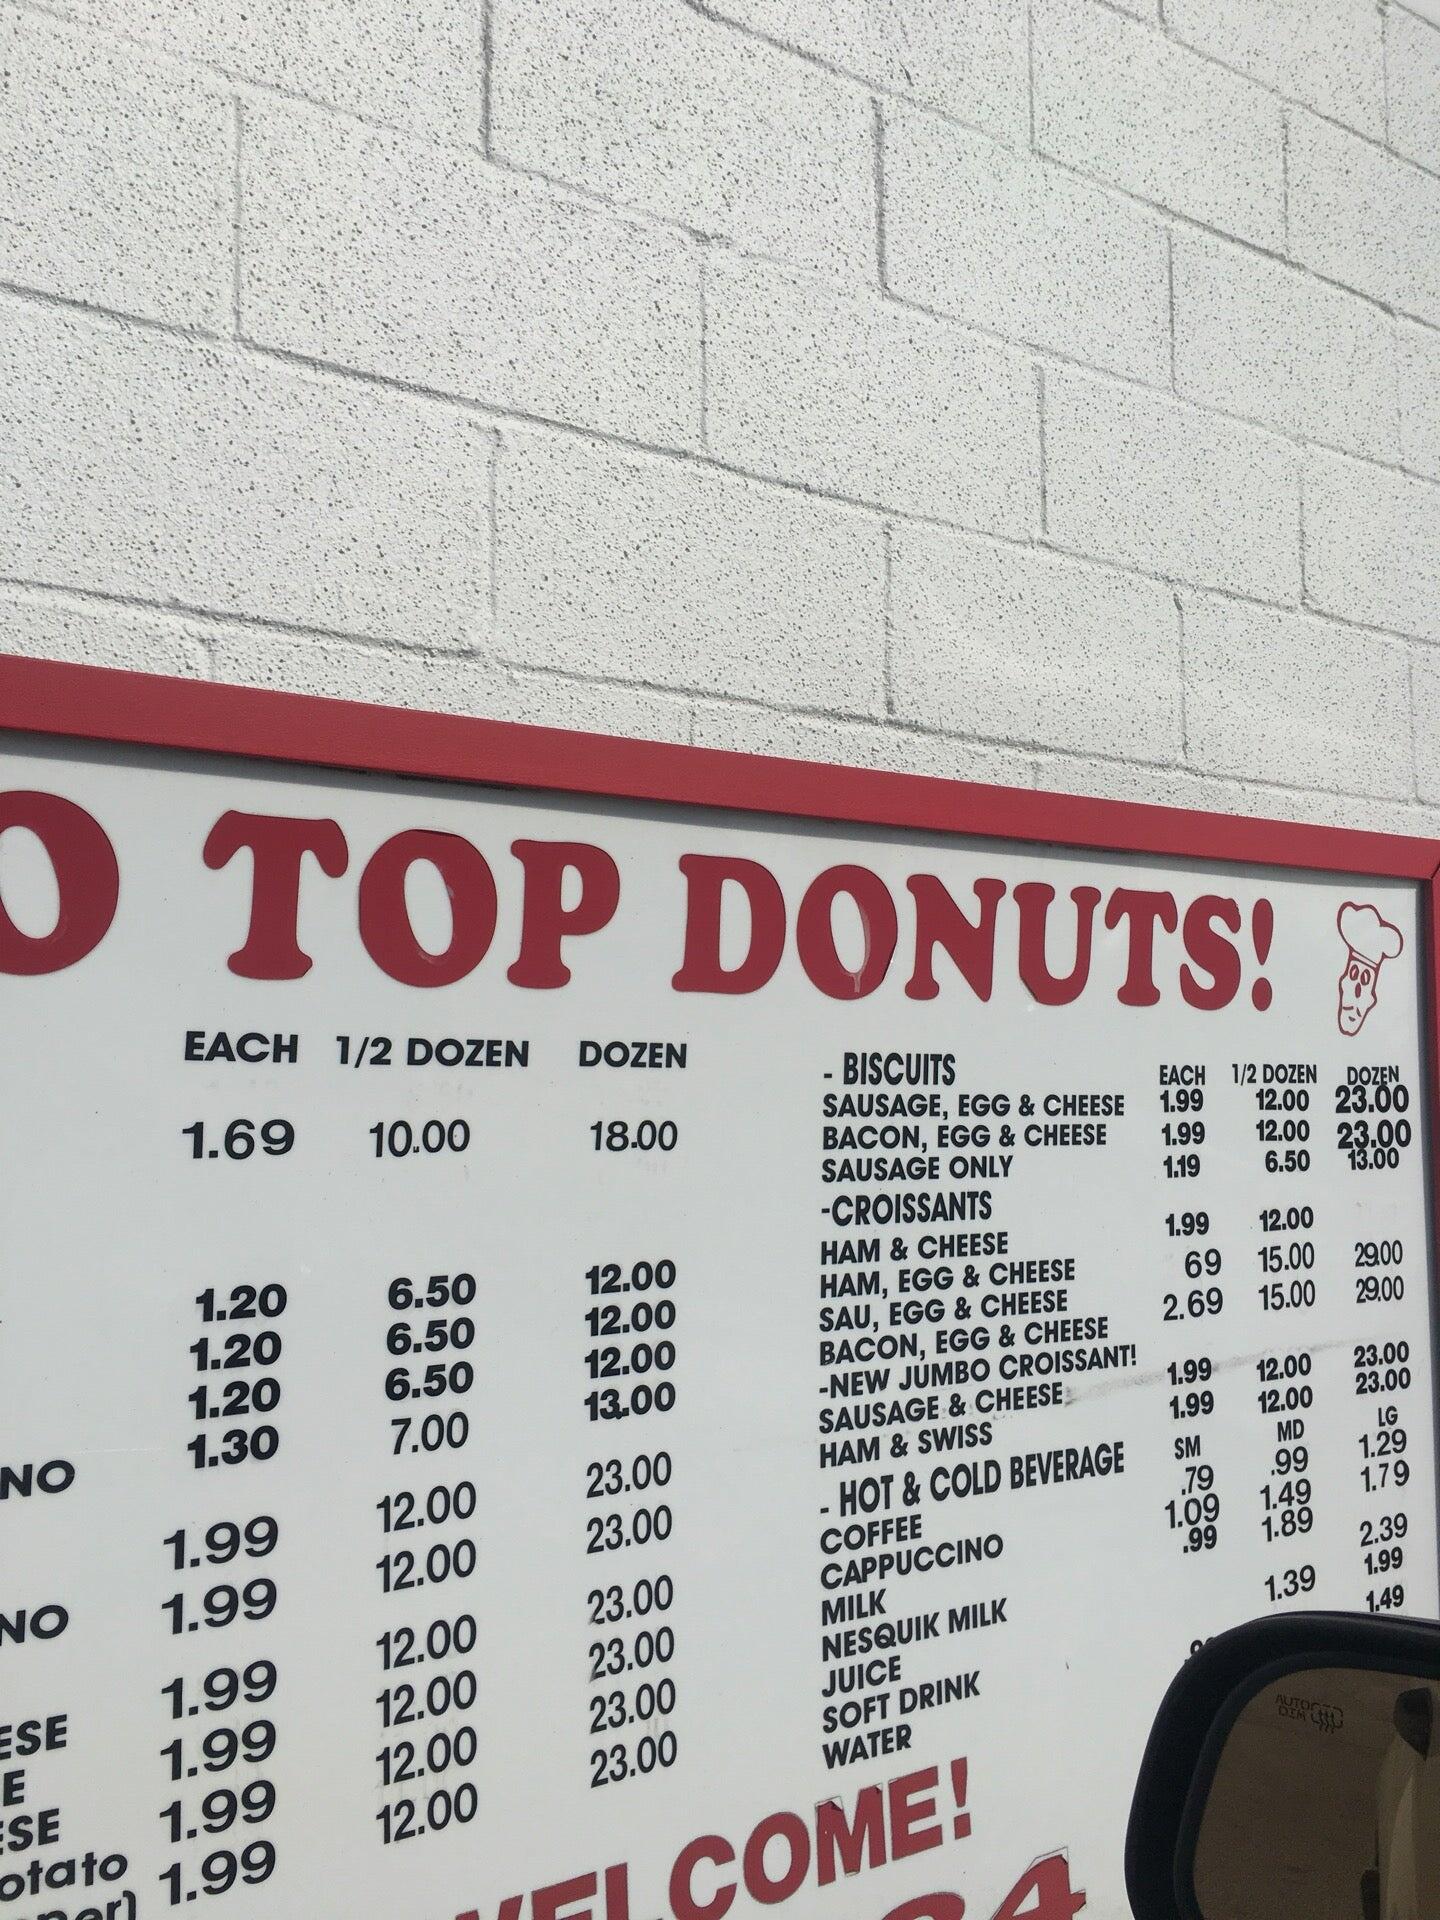 O TOP DONUTS!
EACH 1/2 DOZEN DOZEN
1.69 10.00 18.00
1.20 6.50 12.00
1.20 6.50 12.00
1.20 6.50 12.00
1.30 7.00 13.00
NO
1.99 12.00 23.00
1.99 12.00 23.00
NO
1.99 12.00 23.00
ESE 1.99 12.00 23.00
E 1.99 12.00 23.00
ESE 1.99 12.00 23.00
otato
per)
- BISCUITS EACH 1/2 DOZEN DOZEN
SAUSAGE, EGG & CHEESE 1.99 12.00 23.00
BACON, EGG & CHEESE 1.99 12.00 23.00
SAUSAGE ONLY 1.19 6.50 13.00
-CROISSANTS
HAM & CHEESE 1.99 12.00
HAM, EGG & CHEESE 69 15.00 29.00
SAU, EGG & CHEESE 2.69 15.00 29.00
BACON, EGG & CHEESE
-NEW JUMBO CROISSANT!
SAUSAGE & CHEESE 1.99 12.00 23.00
HAM & SWISS 1.99 12.00 23.00
- HOT & COLD BEVERAGE SM MD LG
COFFEE .79 .99 1.29
CAPPUCCINO 1.09 1.49 1.79
MILK .99 1.89 2.39
NESQUIK MILK 1.99
JUICE 1.39 1.49
SOFT DRINK
WATER
WELCOME!
AUTO DIM